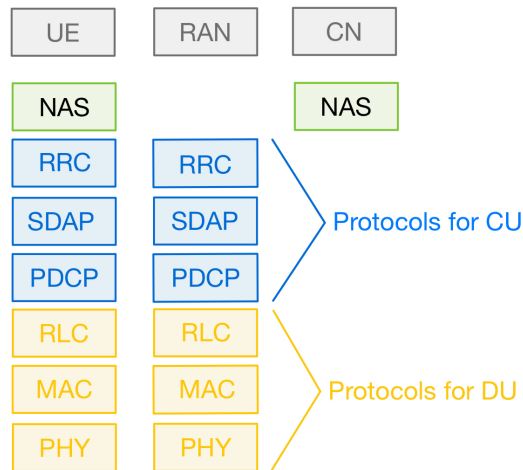 UE RAN CN
NAS NAS
RRC RRC
SDAP SDAP Protocols for CU
PDCP PDCP
RLC RLC
MAC MAC Protocols for DU
PHY PHY